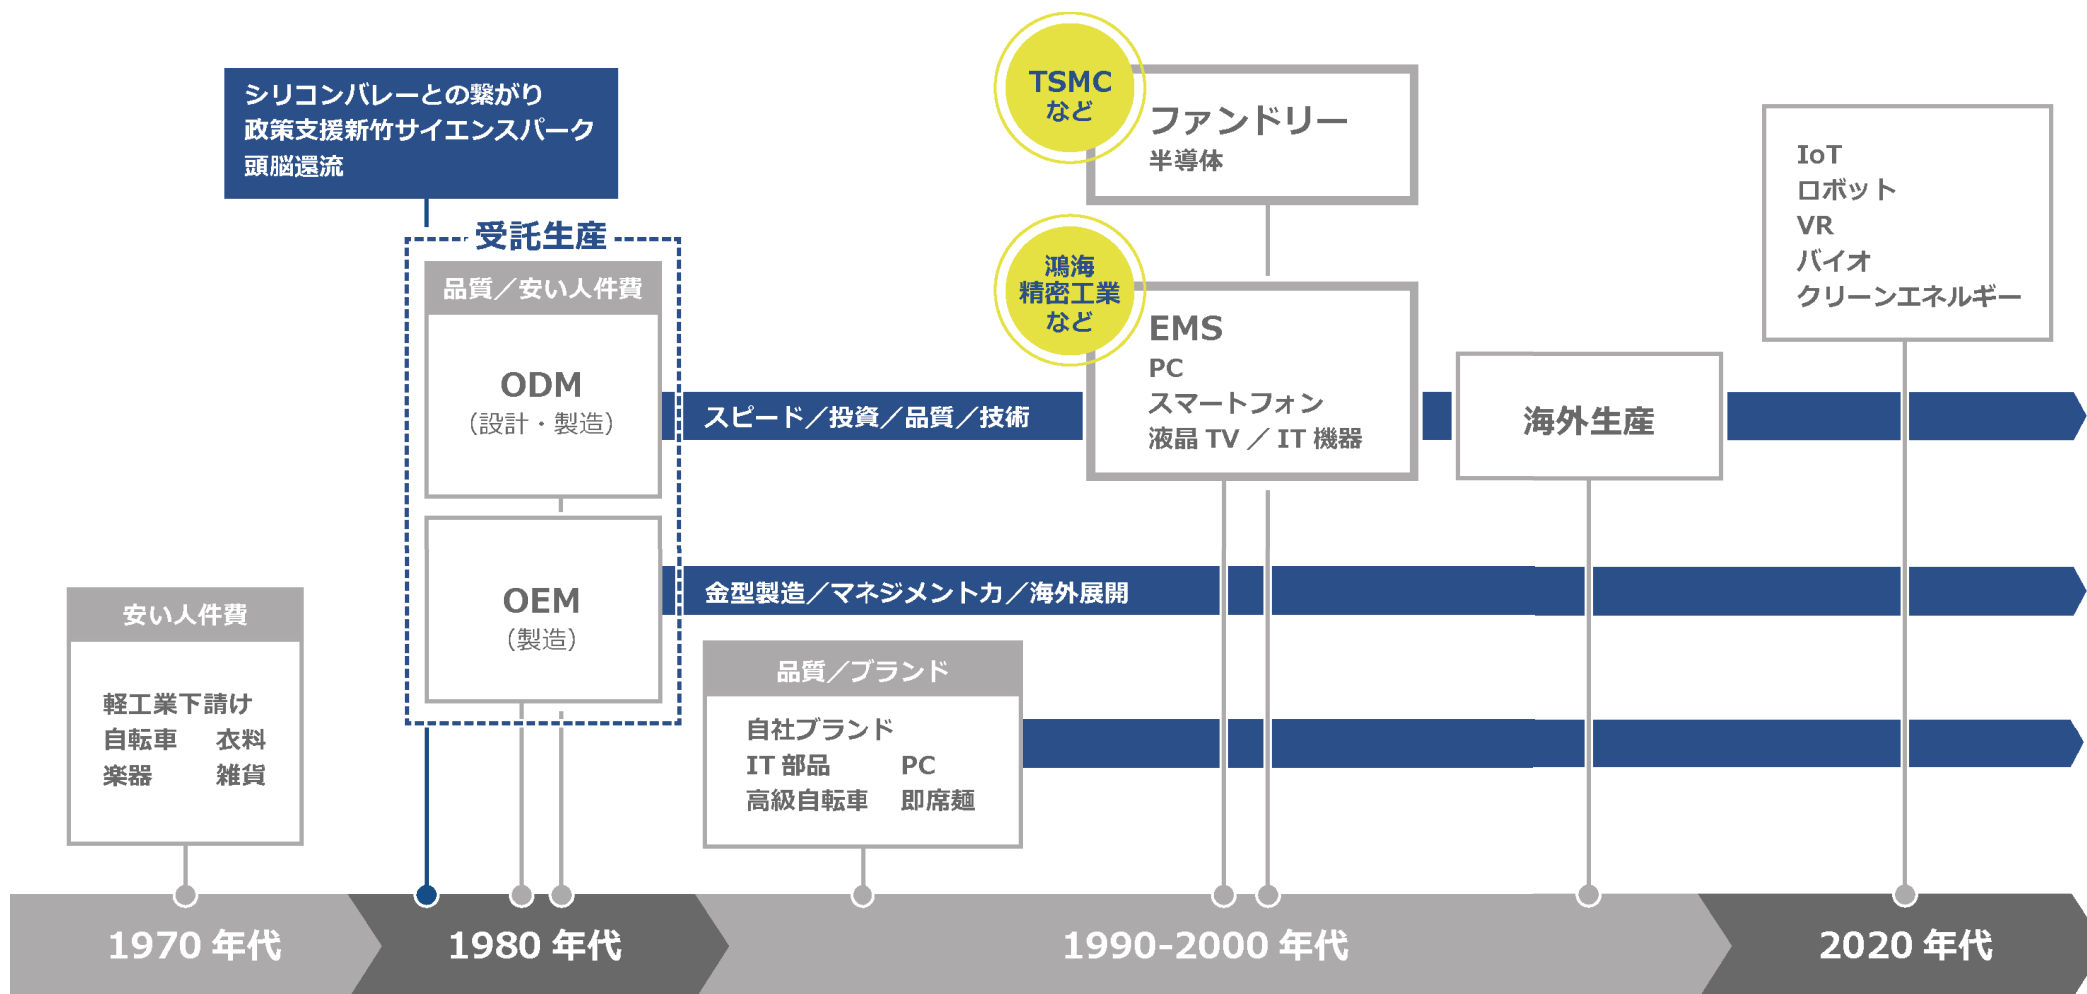 シリコンバレーとの繋がり
政策支援新竹サイエンスパーク
頭脳還流
受託生産
品質／安い人件費
ODM
（設計・製造）
OEM
（製造）
安い人件費
軽工業下請け
自転車 衣料
楽器 雑貨
スピード／投資／品質／技術
金型製造／マネジメント力／海外展開
品質／ブランド
自社ブランド
IT 部品 PC
高級自転車 即席麺
TSMC
など
ファンドリー
半導体
鴻海
精密工業
など
EMS
PC
スマートフォン
液晶 TV ／ IT 機器
海外生産
IoT
ロボット
VR
バイオ
クリーンエネルギー
1970 年代
1980 年代
1990-2000 年代
2020 年代